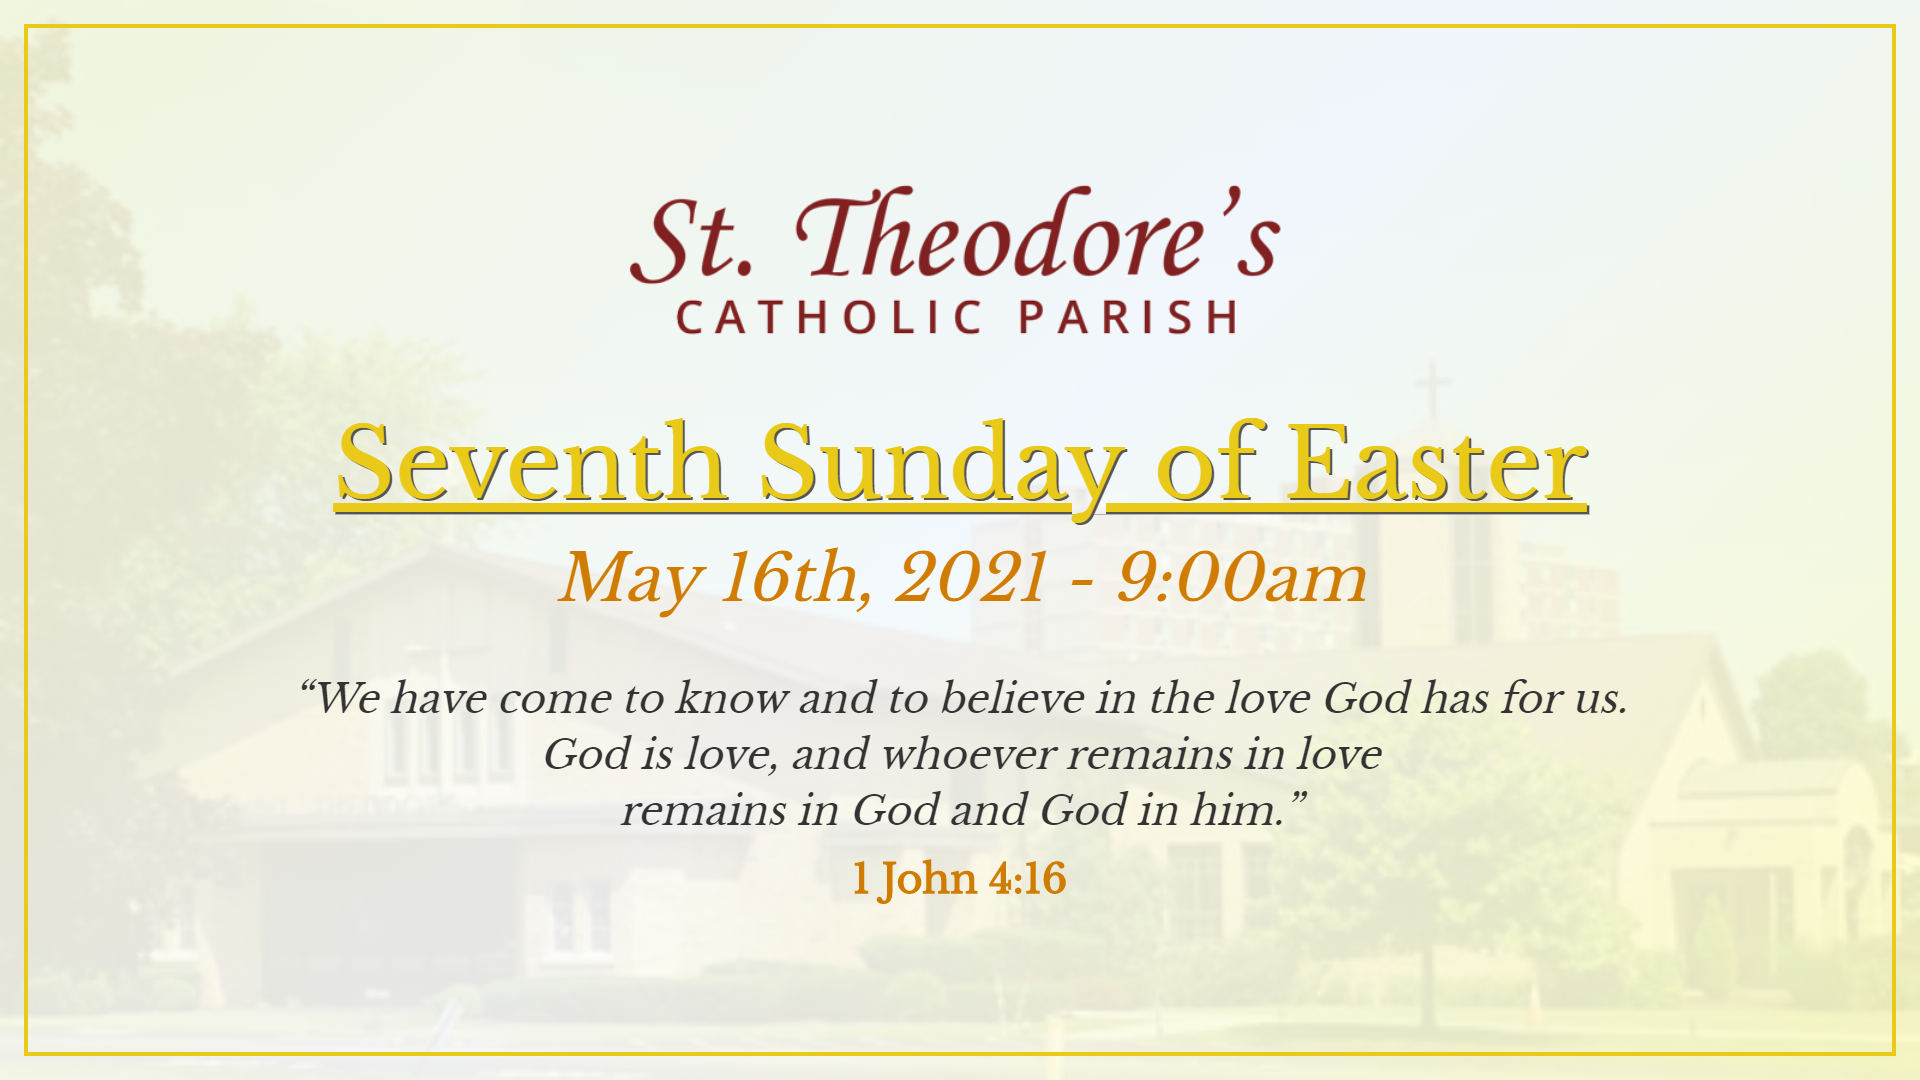 St. Theodore’s
CATHOLIC PARISH
Seventh Sunday of Easter
May 16th, 2021 - 9:00am
“We have come to know and to believe in the love God has for us.
God is love, and whoever remains in love
remains in God and God in him.”
1 John 4:16